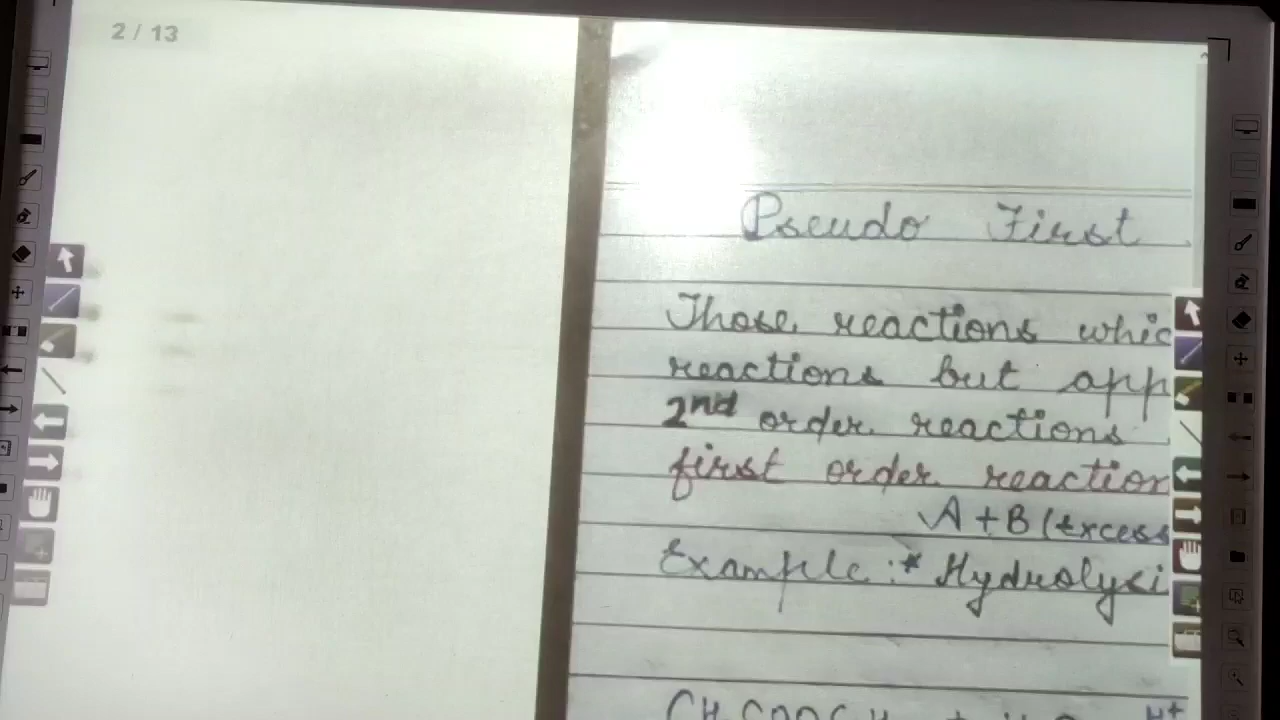 2 / 13
Pseudo First
Those reactions whic
reactions but app
2nd order reactions
first order reaction
A + B (excess
Example :* Hydrolysi